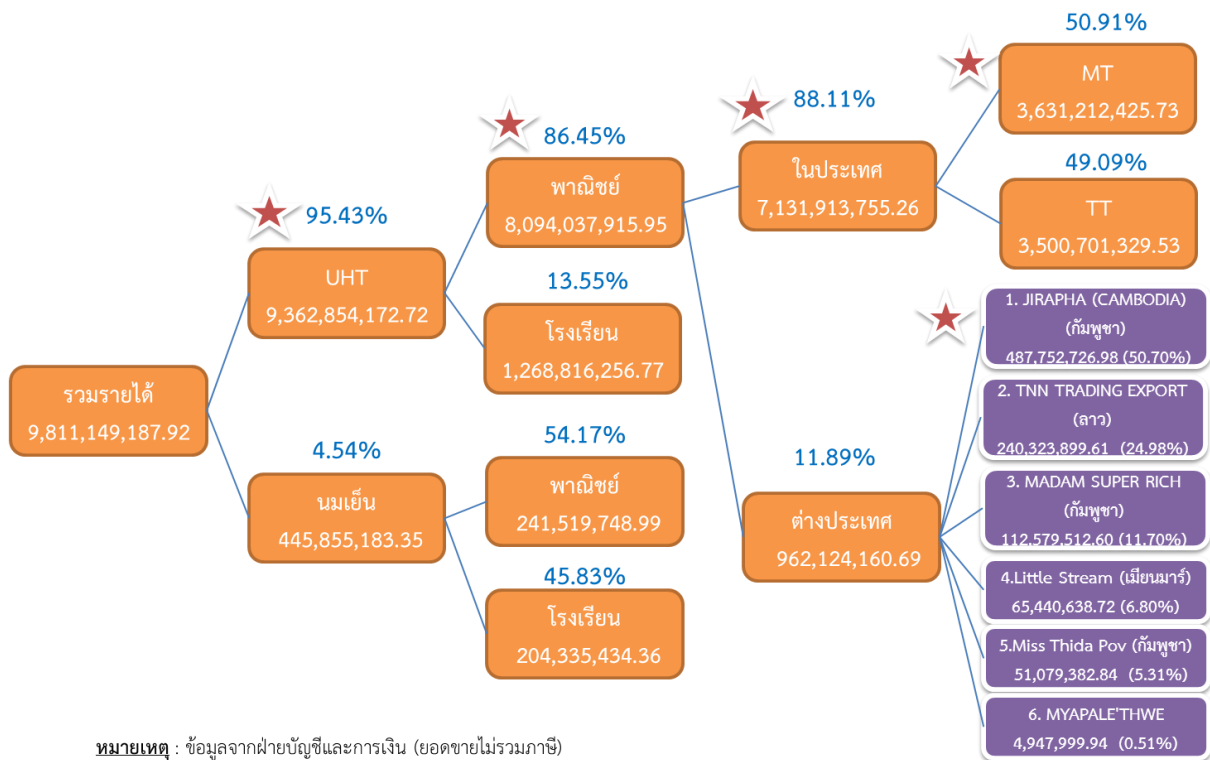 รวมรายได้
9,811,149,187.92
95.43%
UHT
9,362,854,172.72
4.54%
นมเย็น
445,855,183.35
86.45%
พาณิชย์
8,094,037,915.95
13.55%
โรงเรียน
1,268,816,256.77
54.17%
พาณิชย์
241,519,748.99
45.83%
โรงเรียน
204,335,434.36
88.11%
ในประเทศ
7,131,913,755.26
11.89%
ต่างประเทศ
962,124,160.69
50.91%
MT
3,631,212,425.73
49.09%
TT
3,500,701,329.53
1. JIRAPHA (CAMBODIA)
(กัมพูชา)
487,752,726.98 (50.70%)
2. TNN TRADING EXPORT
(ลาว)
240,323,899.61 (24.98%)
3. MADAM SUPER RICH
(กัมพูชา)
112,579,512.60 (11.70%)
4.Little Stream (เมียนมาร์)
65,440,638.72 (6.80%)
5.Miss Thida Pov (กัมพูชา)
51,079,382.84 (5.31%)
6. MYAPALE'THWE
4,947,999.94 (0.51%)
หมายเหตุ : ข้อมูลจากฝ่ายบัญชีและการเงิน (ยอดขายไม่รวมภาษี)